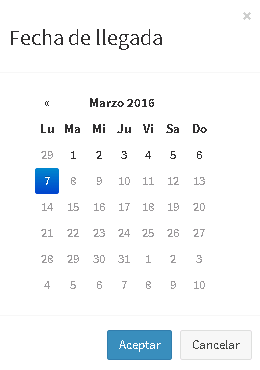 ×
Fecha de llegada
« Marzo 2016
Lu Ma Mi Ju Vi Sa Do
29 1 2 3 4 5 6
7 8 9 10 11 12 13
14 15 16 17 18 19 20
21 22 23 24 25 26 27
28 29 30 31 1 2 3
4 5 6 7 8 9 10
Aceptar Cancelar